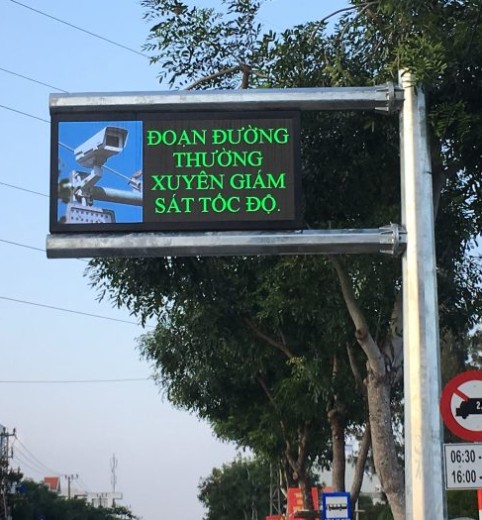 ĐOẠN ĐƯỜNG
THƯỜNG
XUYÊN GIÁM
SÁT TỐC ĐỘ.
06:30 -
16:00 -